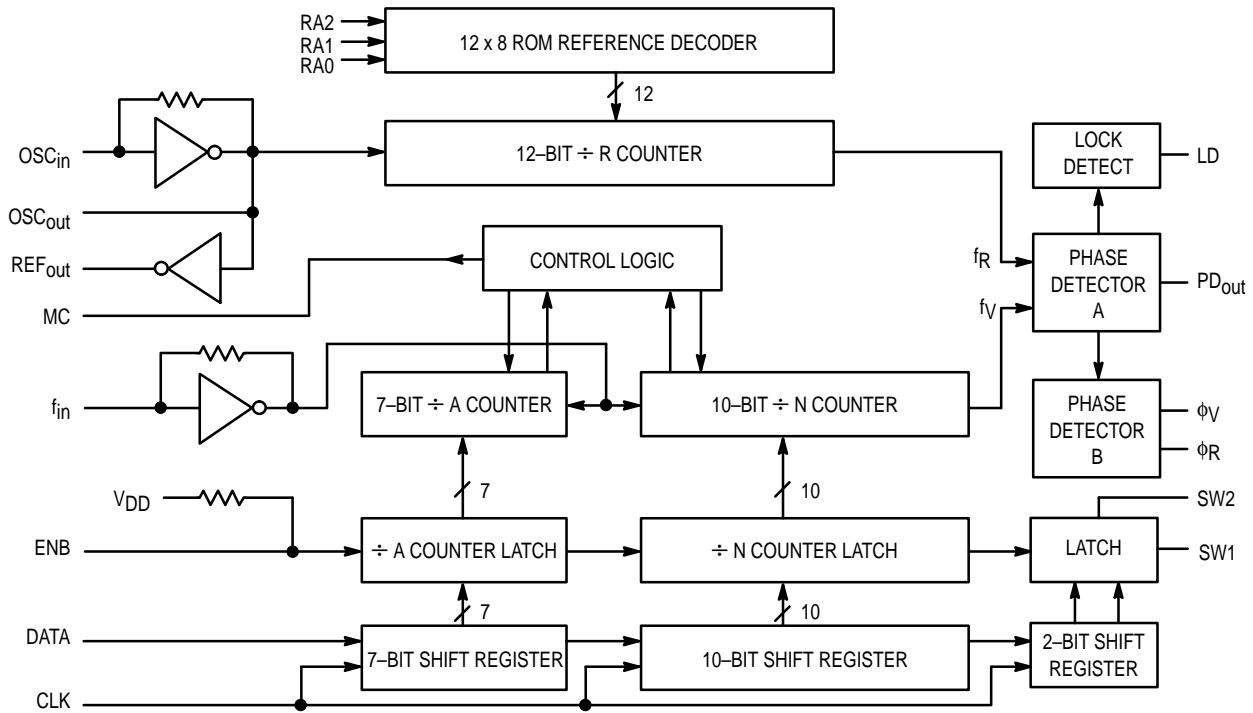 RA2
RA1
RA0
12 x 8 ROM REFERENCE DECODER
12
OSCin
12–BIT ÷ R COUNTER
LOCK
DETECT
LD
OSCout
REFout
CONTROL LOGIC
fR
PHASE
DETECTOR
A
PDout
MC
fV
fin
7–BIT ÷ A COUNTER
10–BIT ÷ N COUNTER
PHASE
DETECTOR
B
ϕV
ϕR
7
10
VDD
SW2
ENB
÷ A COUNTER LATCH
÷ N COUNTER LATCH
LATCH
SW1
7
10
DATA
7–BIT SHIFT REGISTER
10–BIT SHIFT REGISTER
2–BIT SHIFT
REGISTER
CLK